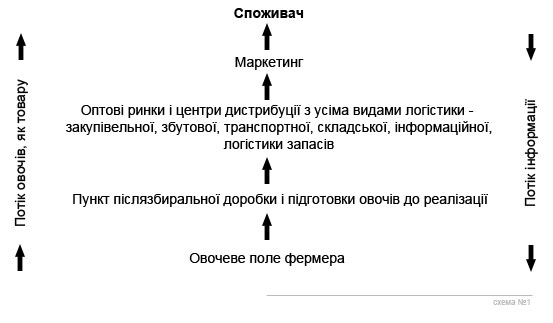 Споживач
Маркетинг
Оптові ринки і центри дистрибуції з усіма видами логістики -
закупівельної, збутової, транспортної, складської, інформаційної,
логістики запасів
Пункт післязбиральної доробки і підготовки овочів до реалізації
Овочеве поле фермера
Потік овочів, як товару
Потік інформації
схема №1